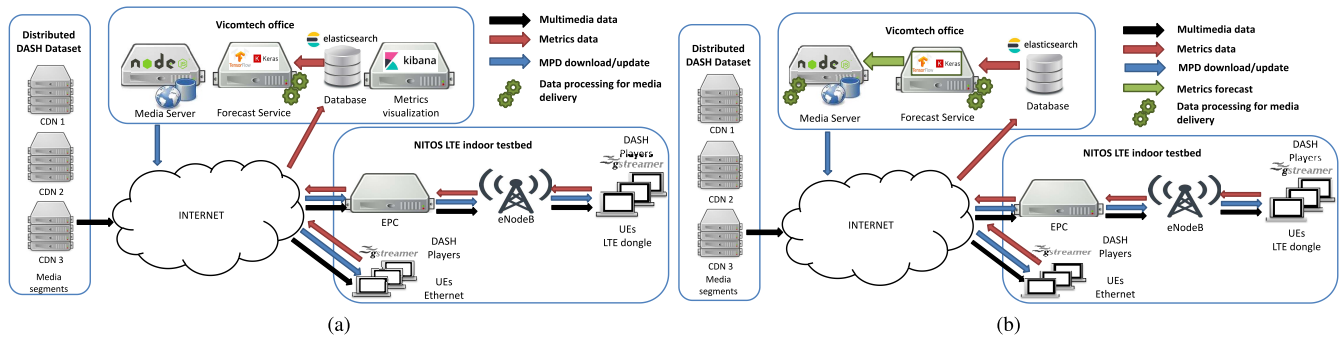 Distributed
DASH Dataset
CDN 1
CDN 2
CDN 3
Media
segments
Vicomtech office
node
JS
Media Server
TensorFlow
K Keras
Forecast Service
elasticsearch
Database
kibana
Metrics
visualization
Multimedia data
Metrics data
MPD download/update
Data processing for media
delivery
INTERNET
NITOS LTE indoor testbed
EPC
eNodeB
DASH
Players
gstreamer
UEs
LTE dongle
gstreamer
DASH
Players
UEs
Ethernet
(a)
Distributed
DASH Dataset
CDN 1
CDN 2
CDN 3
Media
segments
Vicomtech office
node
JS
Media Server
TensorFlow
K Keras
Forecast Service
elasticsearch
Database
Multimedia data
Metrics data
MPD download/update
Metrics forecast
Data processing for media
delivery
INTERNET
NITOS LTE indoor testbed
EPC
eNodeB
DASH
Players
gstreamer
UEs
LTE dongle
gstreamer
DASH
Players
UEs
Ethernet
(b)